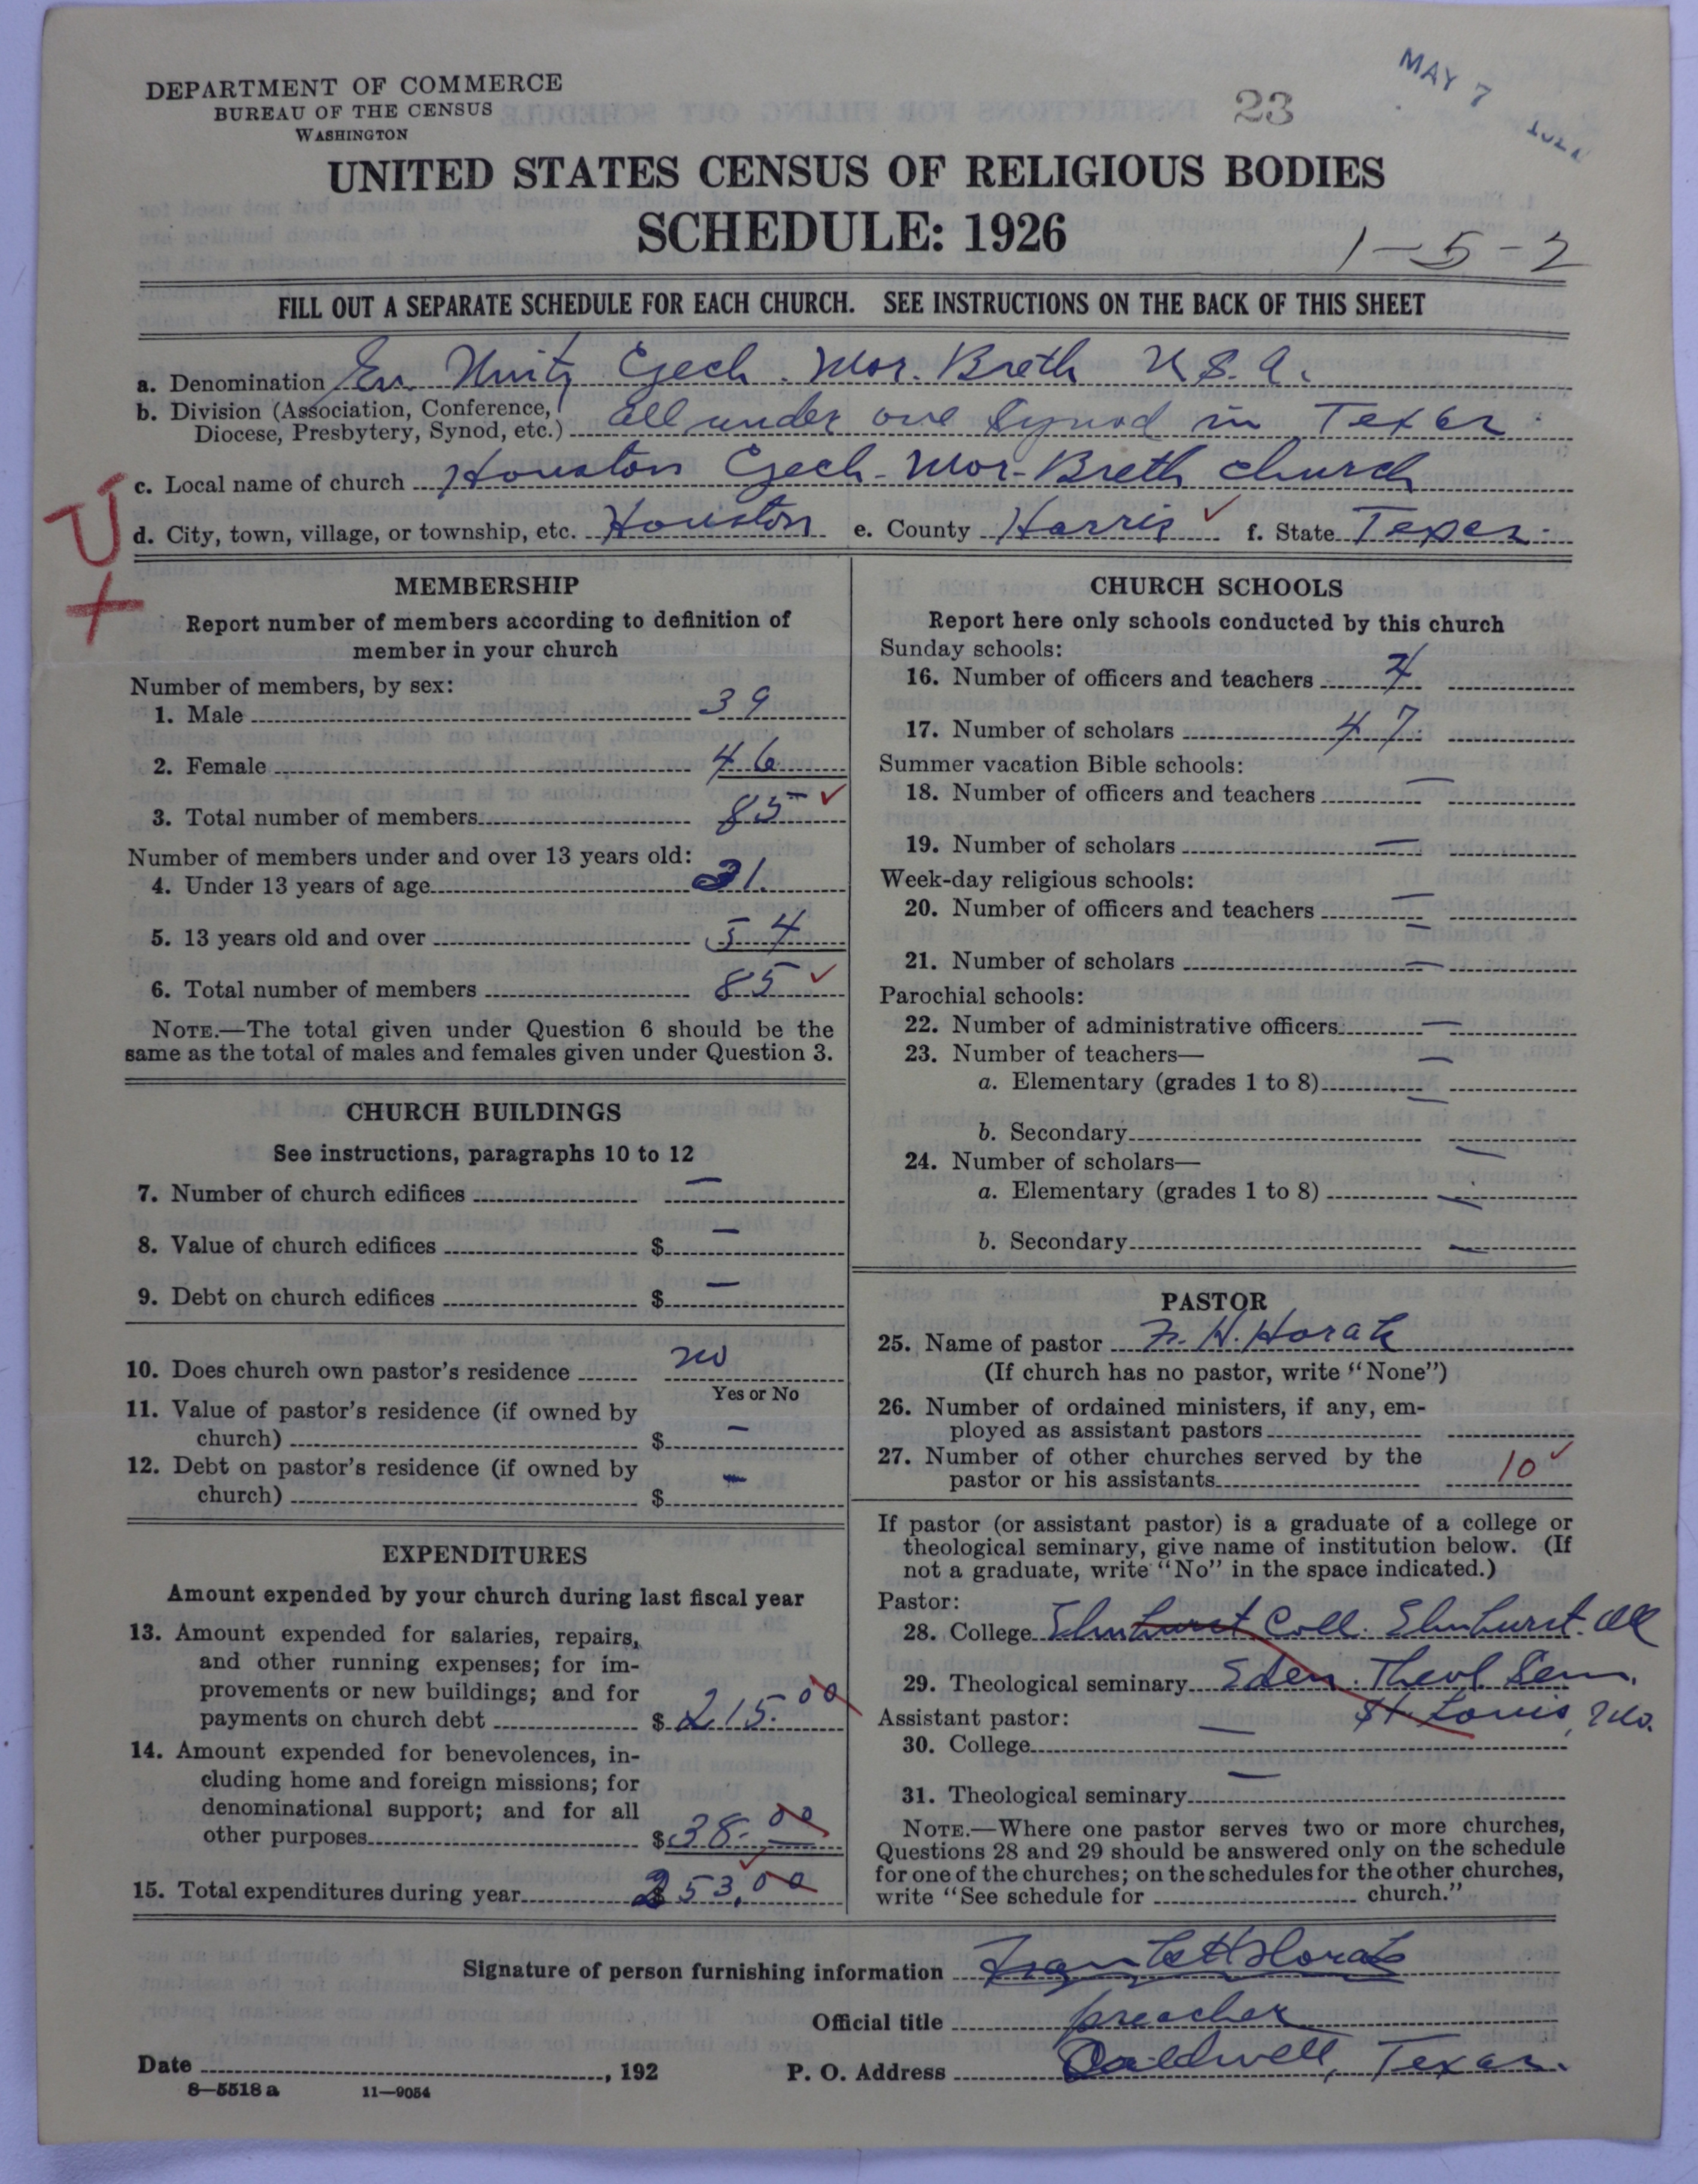 DEPARTMENT OF COMMERCE
BUREAU OF THE CENSUS
WASHINGTON
23
MAY 7
UNITED STATES CENSUS OF RELIGIOUS BODIES
SCHEDULE: 1926
1-5-2
FILL OUT A SEPARATE SCHEDULE FOR EACH CHURCH. SEE INSTRUCTIONS ON THE BACK OF THIS SHEET
a. Denomination Ev. Unity Czech. Mor. Breth U.S.A.
b. Division (Association, Conference,
Diocese, Presbytery, Synod, etc.) all under one Synod in Texas
c. Local name of church Houston Czech-Mor-Breth church
d. City, town, village, or township, etc. Houston e. County Harris ✓ f. State Texas
U
+
MEMBERSHIP
Report number of members according to definition of
member in your church
Number of members, by sex:
1. Male 39
2. Female 46
3. Total number of members 85 ✓
Number of members under and over 13 years old:
4. Under 13 years of age 31.
5. 13 years old and over 54
6. Total number of members 85 ✓
NOTE.—The total given under Question 6 should be the
same as the total of males and females given under Question 3.
CHURCH BUILDINGS
See instructions, paragraphs 10 to 12
7. Number of church edifices —
8. Value of church edifices $ —
9. Debt on church edifices $ —
10. Does church own pastor's residence no
Yes or No
11. Value of pastor's residence (if owned by
church) $ —
12. Debt on pastor's residence (if owned by
church) $ —
EXPENDITURES
Amount expended by your church during last fiscal year
13. Amount expended for salaries, repairs,
and other running expenses; for im-
provements or new buildings; and for
payments on church debt $ 215.00
14. Amount expended for benevolences, in-
cluding home and foreign missions; for
denominational support; and for all
other purposes $ 38.00
15. Total expenditures during year 253.00
CHURCH SCHOOLS
Report here only schools conducted by this church
Sunday schools:
16. Number of officers and teachers
17. Number of scholars 47
Summer vacation Bible schools:
18. Number of officers and teachers —
19. Number of scholars —
Week-day religious schools:
20. Number of officers and teachers —
21. Number of scholars —
Parochial schools:
22. Number of administrative officers —
23. Number of teachers—
a. Elementary (grades 1 to 8) —
b. Secondary —
24. Number of scholars—
a. Elementary (grades 1 to 8) —
b. Secondary —
PASTOR
25. Name of pastor Fr. H. Horak
(If church has no pastor, write "None")
26. Number of ordained ministers, if any, em-
ployed as assistant pastors
27. Number of other churches served by the
pastor or his assistants 10 ✓
If pastor (or assistant pastor) is a graduate of a college or
theological seminary, give name of institution below. (If
not a graduate, write "No" in the space indicated.)
Pastor:
28. College Elmhurst Coll. Elmhurst. Ill
29. Theological seminary Eden. Theol. Sem.
St. Louis, Mo.
Assistant pastor:
30. College —
31. Theological seminary —
NOTE.—Where one pastor serves two or more churches,
Questions 28 and 29 should be answered only on the schedule
for one of the churches; on the schedules for the other churches,
write "See schedule for church."
Signature of person furnishing information Frank H Horak
Official title preacher
Date , 192 P. O. Address Caldwell, Texas.
8—5518a 11—9054